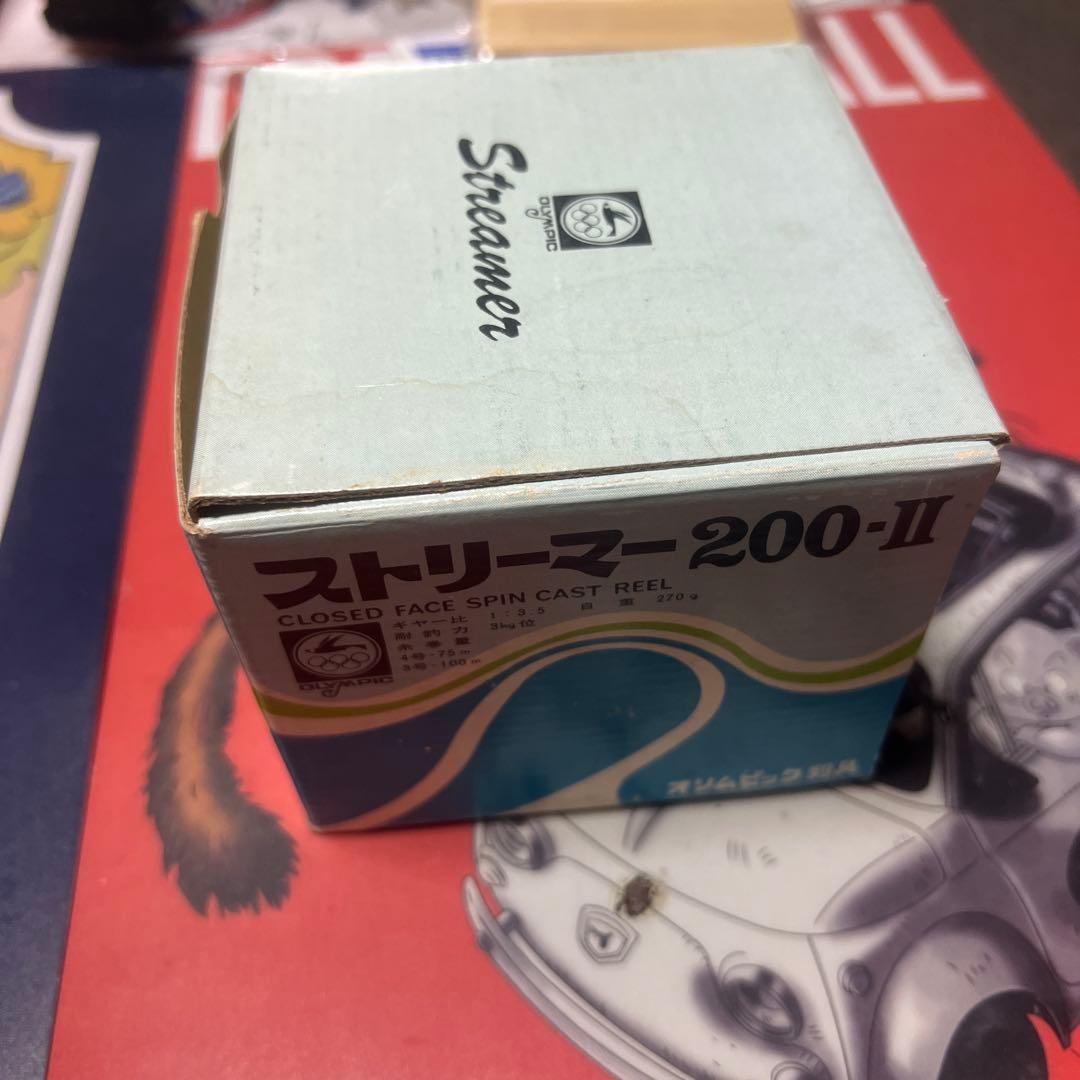 Streamer
OLYMPIC
ストリーマー 200-II
CLOSED FACE SPIN CAST REEL
ギヤー比 1:3.5 自重 270g
耐釣力 3kg位
糸巻量
4号-75m
3号-100m
OLYMPIC
オリムピック釣具
ALL